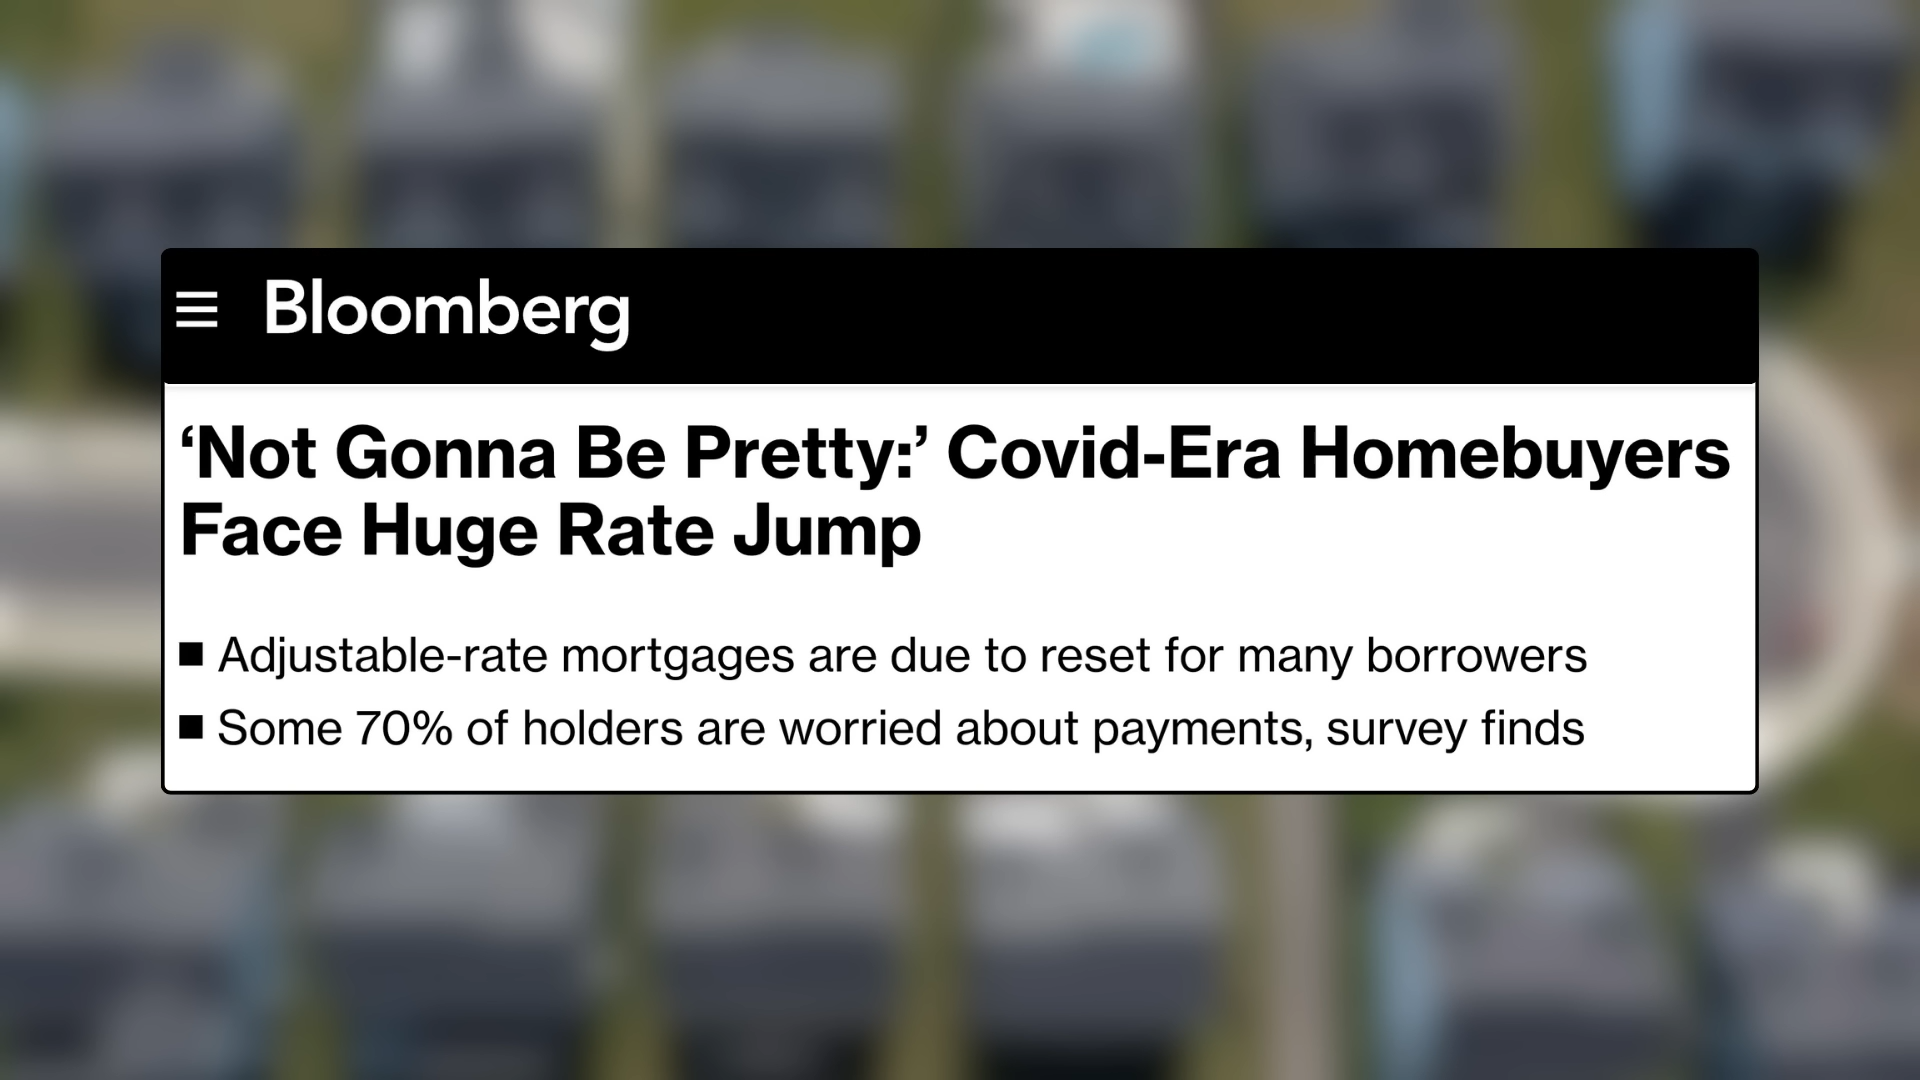 Bloomberg
‘Not Gonna Be Pretty:’ Covid-Era Homebuyers
Face Huge Rate Jump
■ Adjustable-rate mortgages are due to reset for many borrowers
■ Some 70% of holders are worried about payments, survey finds